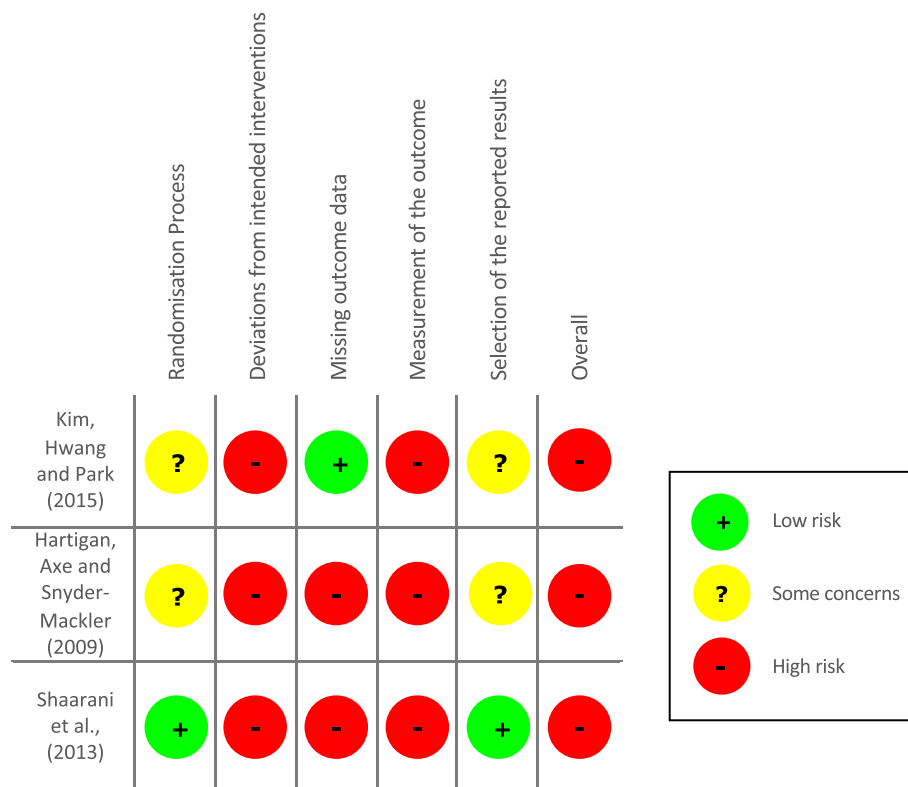 Randomisation Process
Deviations from intended interventions
Missing outcome data
Measurement of the outcome
Selection of the reported results
Overall
Kim,
Hwang
and Park
(2015)
? - + - ? -
Hartigan,
Axe and
Snyder-
Mackler
(2009)
? - - - ? -
Shaarani
et al.,
(2013)
+ - - - + -
+ Low risk
? Some concerns
- High risk